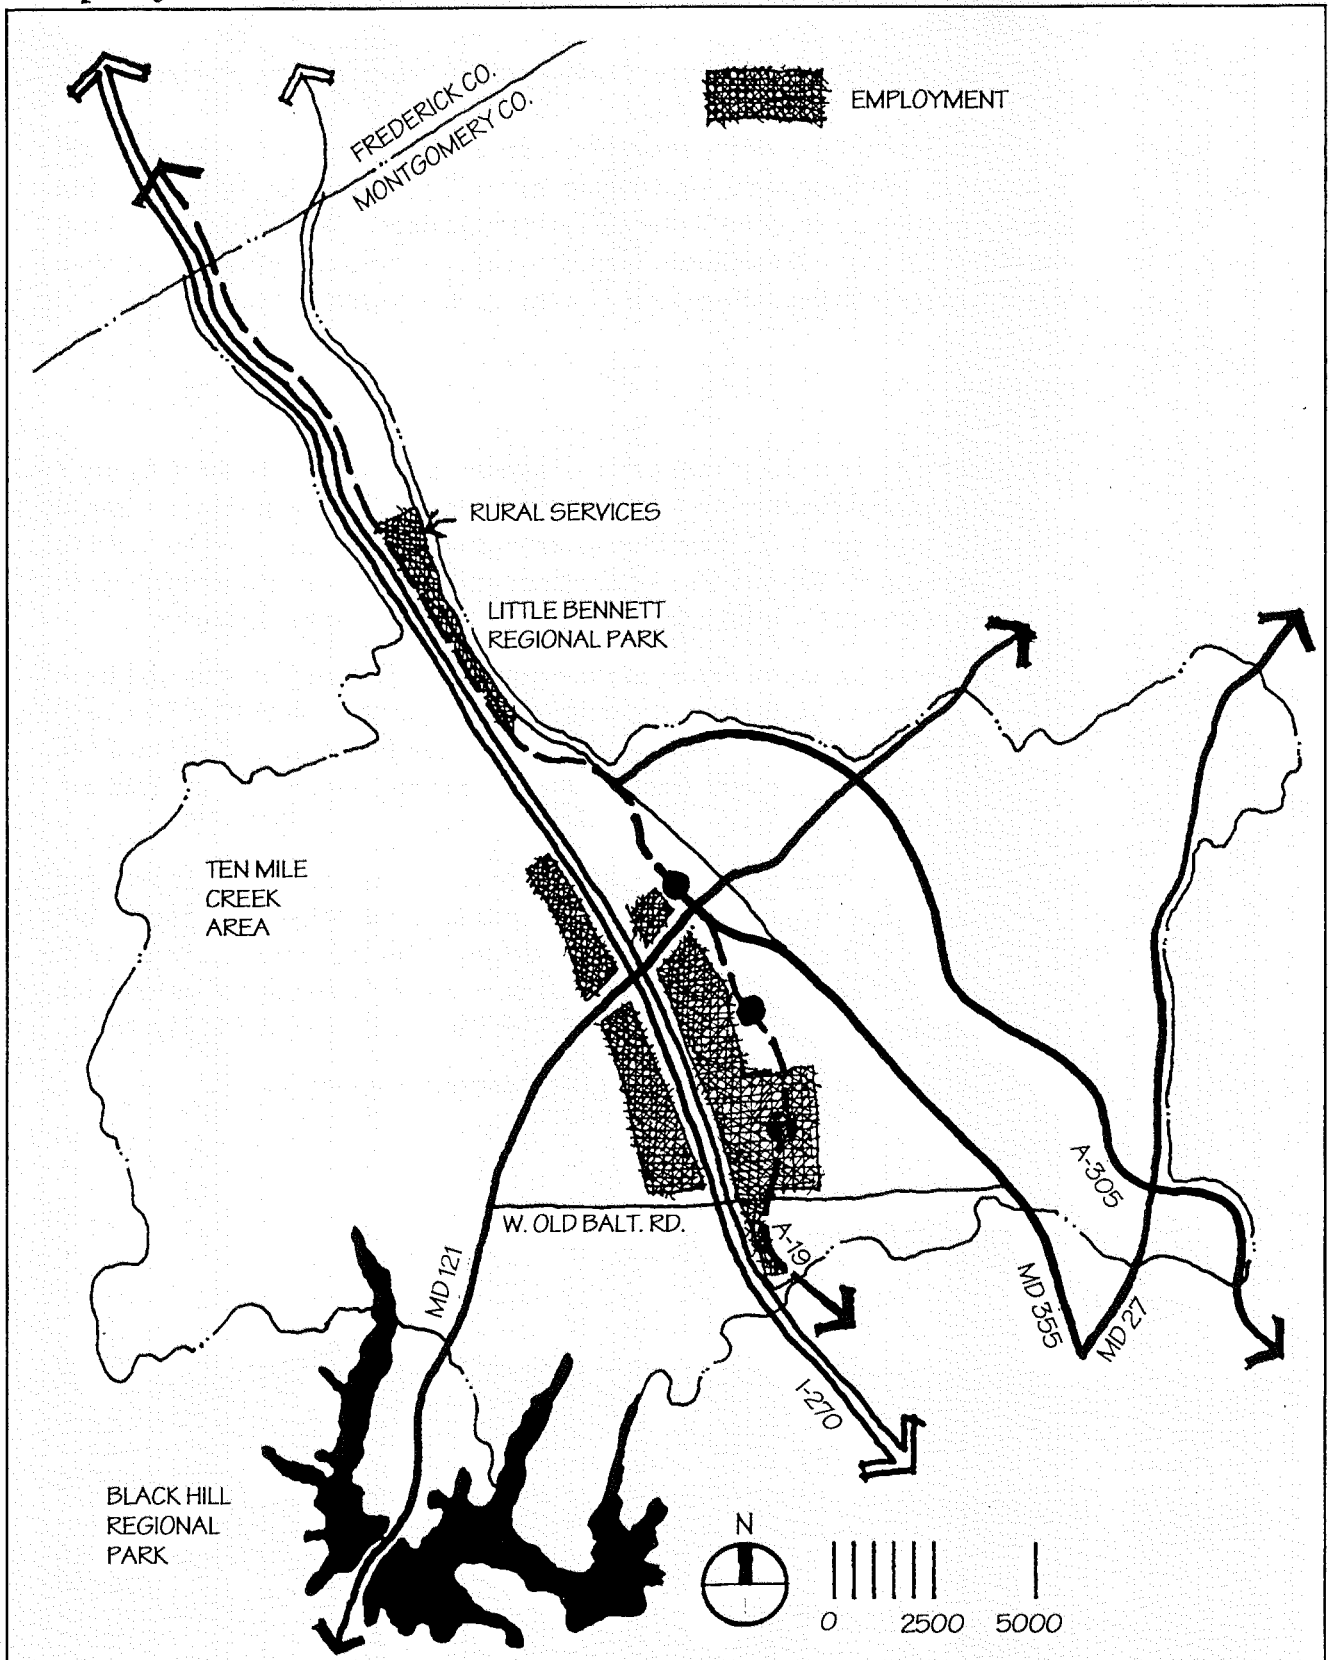 FREDERICK CO.
MONTGOMERY CO.
EMPLOYMENT
RURAL SERVICES
LITTLE BENNETT
REGIONAL PARK
TEN MILE
CREEK
AREA
A-305
W. OLD BALT. RD.
A-19
MD 121
MD 355
MD 27
I-270
BLACK HILL
REGIONAL
PARK
N
0 2500 5000